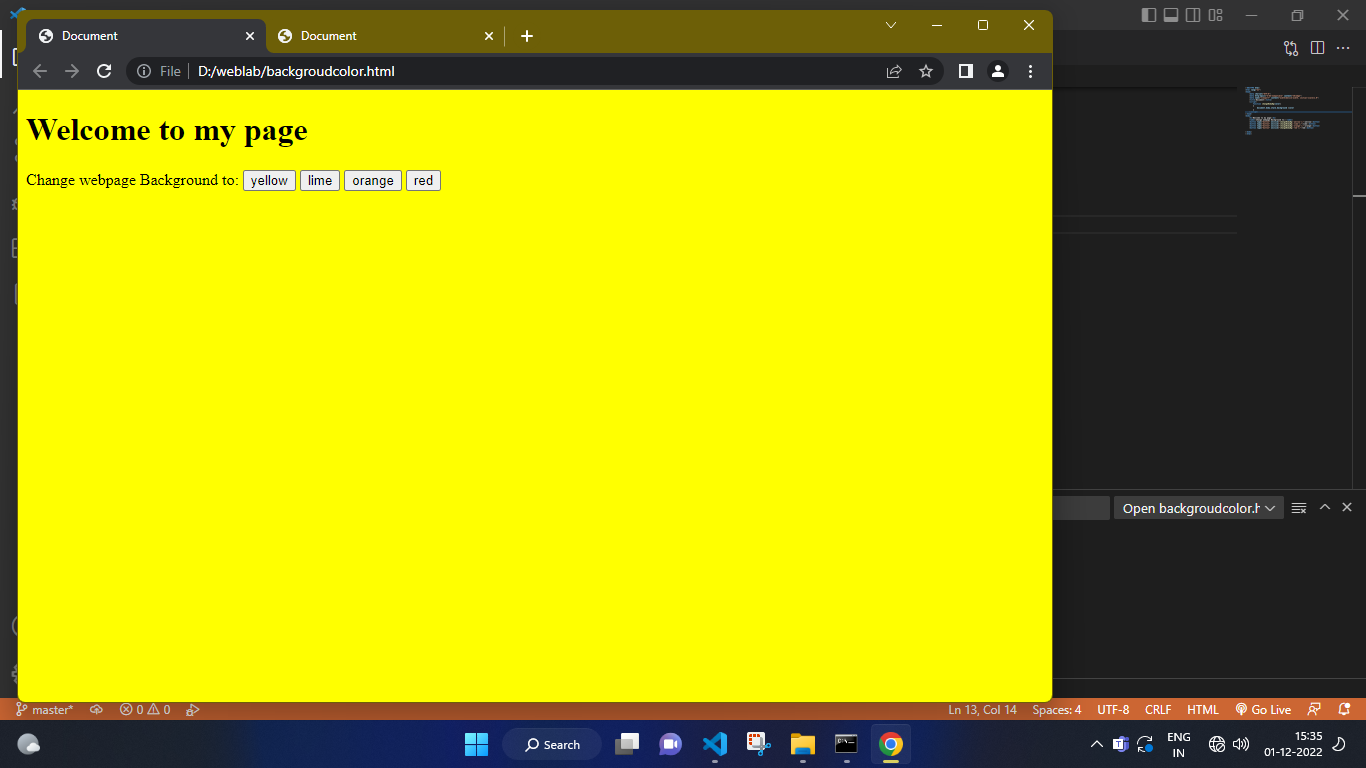 Document
Document
File
D:/weblab/backgroudcolor.html
Welcome to my page
Change webpage Background to: yellow lime orange red
Open backgroudcolor.h
master*
0
0
Ln 13, Col 14
Spaces: 4
UTF-8
CRLF
HTML
Go Live
Search
ENG
IN
15:35
01-12-2022